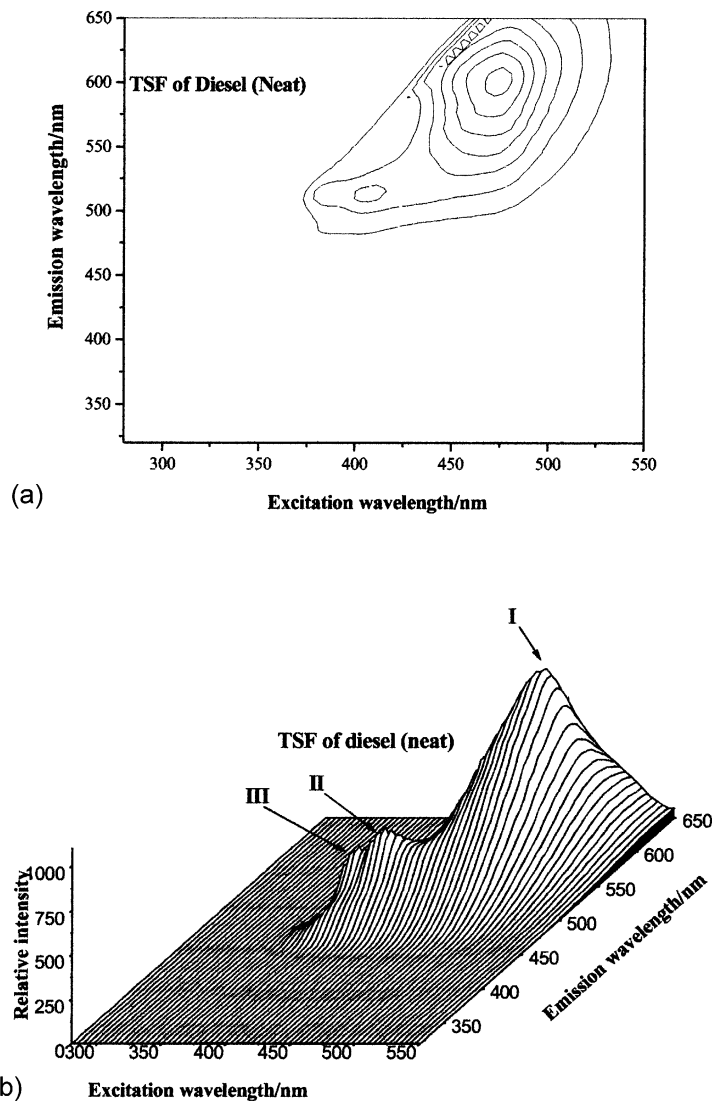 650
600
TSF of Diesel (Neat)
550
500
450
400
350
Emission wavelength/nm
300 350 400 450 500 550
Excitation wavelength/nm
(a)
I
TSF of diesel (neat)
II
III
1000
750
500
250
0
Relative intensity
300 350 400 450 500 550
Excitation wavelength/nm
350
400
450
500
550
600
650
Emission wavelength/nm
b)